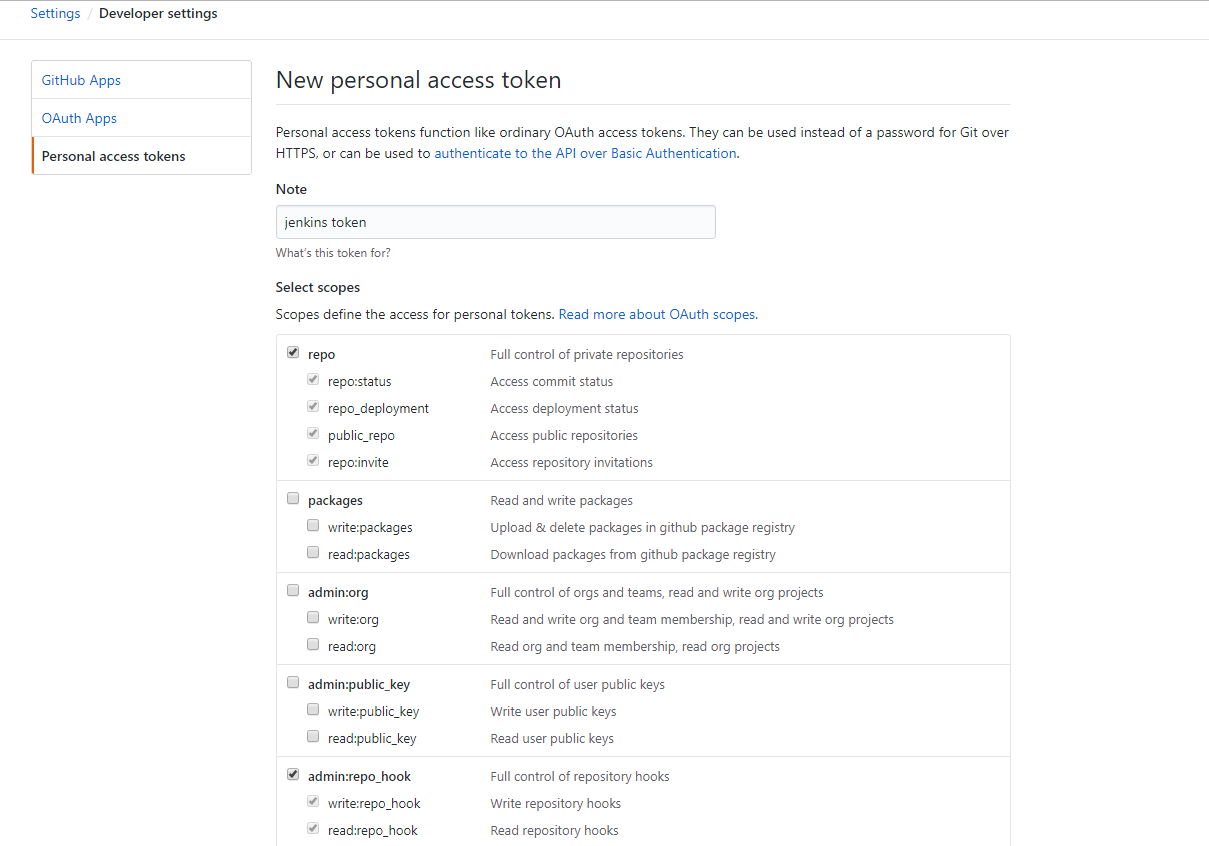 Settings / Developer settings
GitHub Apps
OAuth Apps
Personal access tokens
New personal access token
Personal access tokens function like ordinary OAuth access tokens. They can be used instead of a password for Git over
HTTPS, or can be used to authenticate to the API over Basic Authentication.
Note
jenkins token
What's this token for?
Select scopes
Scopes define the access for personal tokens. Read more about OAuth scopes.
repo Full control of private repositories
repo:status Access commit status
repo_deployment Access deployment status
public_repo Access public repositories
repo:invite Access repository invitations
packages Read and write packages
write:packages Upload & delete packages in github package registry
read:packages Download packages from github package registry
admin:org Full control of orgs and teams, read and write org projects
write:org Read and write org and team membership, read and write org projects
read:org Read org and team membership, read org projects
admin:public_key Full control of user public keys
write:public_key Write user public keys
read:public_key Read user public keys
admin:repo_hook Full control of repository hooks
write:repo_hook Write repository hooks
read:repo_hook Read repository hooks